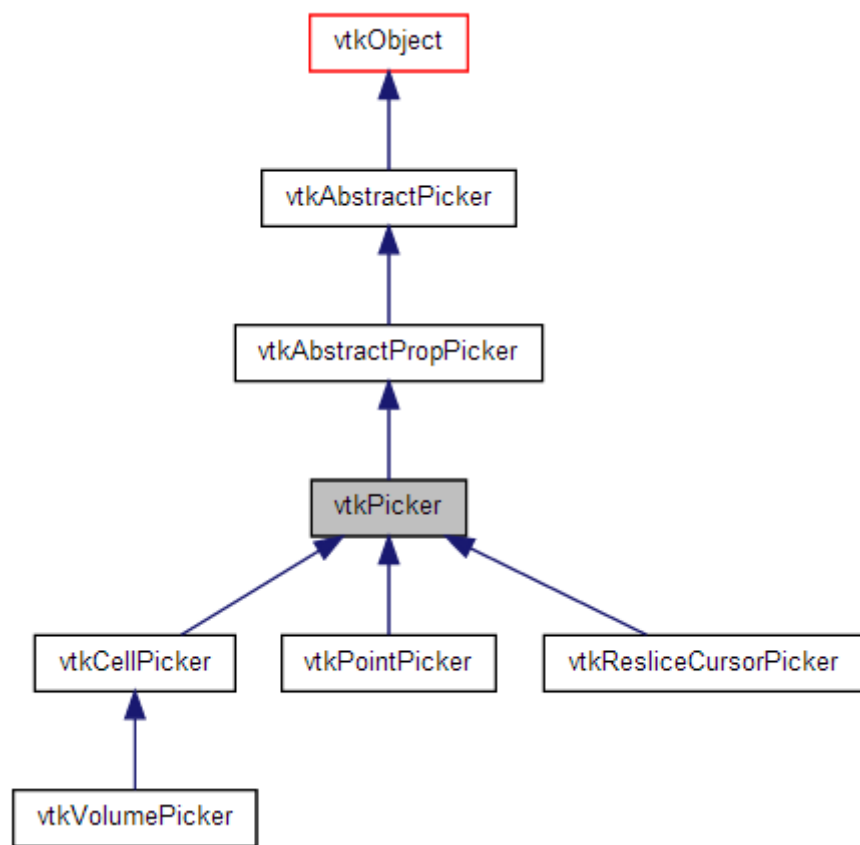 vtkObject
vtkAbstractPicker
vtkAbstractPropPicker
vtkPicker
vtkCellPicker
vtkPointPicker
vtkResliceCursorPicker
vtkVolumePicker